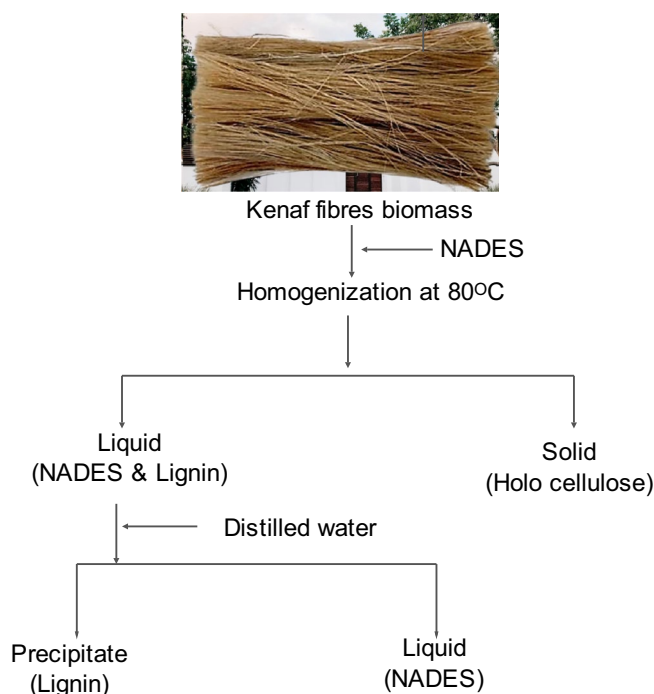 Kenaf fibres biomass
NADES
Homogenization at 80ᴼC
Liquid
(NADES & Lignin)
Solid
(Holo cellulose)
Distilled water
Precipitate
(Lignin)
Liquid
(NADES)